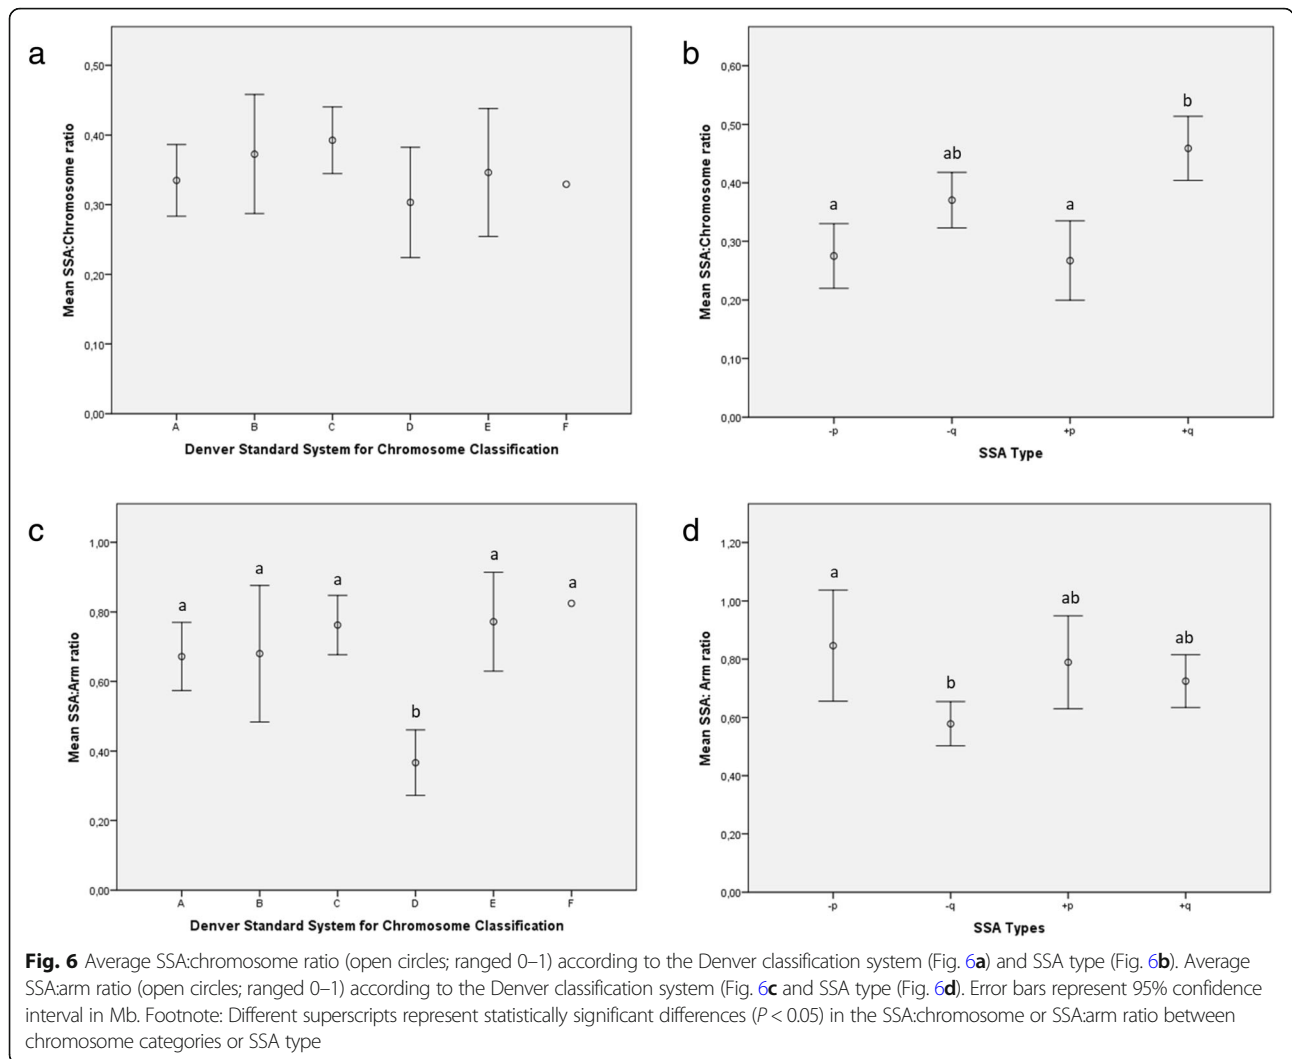 a
0,50
0,40
0,30
0,20
0,10
0,00
Mean SSA:Chromosome ratio
A B C D E F
Denver Standard System for Chromosome Classification
b
0,60
0,50
0,40
0,30
0,20
0,10
0,00
Mean SSA:Chromosome ratio
a ab a b
-p -q +p +q
SSA Type
c
1,00
0,80
0,60
0,40
0,20
0,00
Mean SSA:Arm ratio
a a a b a a
A B C D E F
Denver Standard System for Chromosome Classification
d
1,20
1,00
0,80
0,60
0,40
0,20
0,00
Mean SSA: Arm ratio
a b ab ab
-p -q +p +q
SSA Types
Fig. 6 Average SSA:chromosome ratio (open circles; ranged 0–1) according to the Denver classification system (Fig. 6a) and SSA type (Fig. 6b). Average
SSA:arm ratio (open circles; ranged 0–1) according to the Denver classification system (Fig. 6c and SSA type (Fig. 6d). Error bars represent 95% confidence
interval in Mb. Footnote: Different superscripts represent statistically significant differences (P < 0.05) in the SSA:chromosome or SSA:arm ratio between
chromosome categories or SSA type